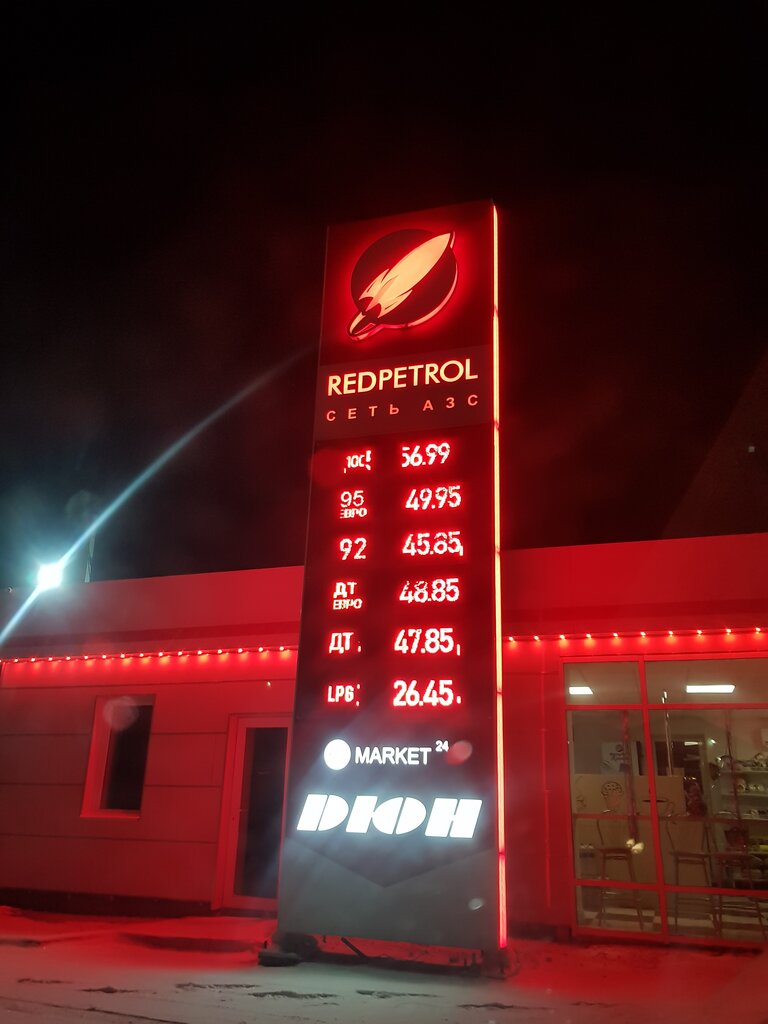 REDPETROL
СЕТЬ АЗС
100 56.99
95 49.95
ЕВРО
92 45.85
ДТ 48.85
ЕВРО
ДТ 47.85
LPG 26.45
MARKET 24
ДЮН